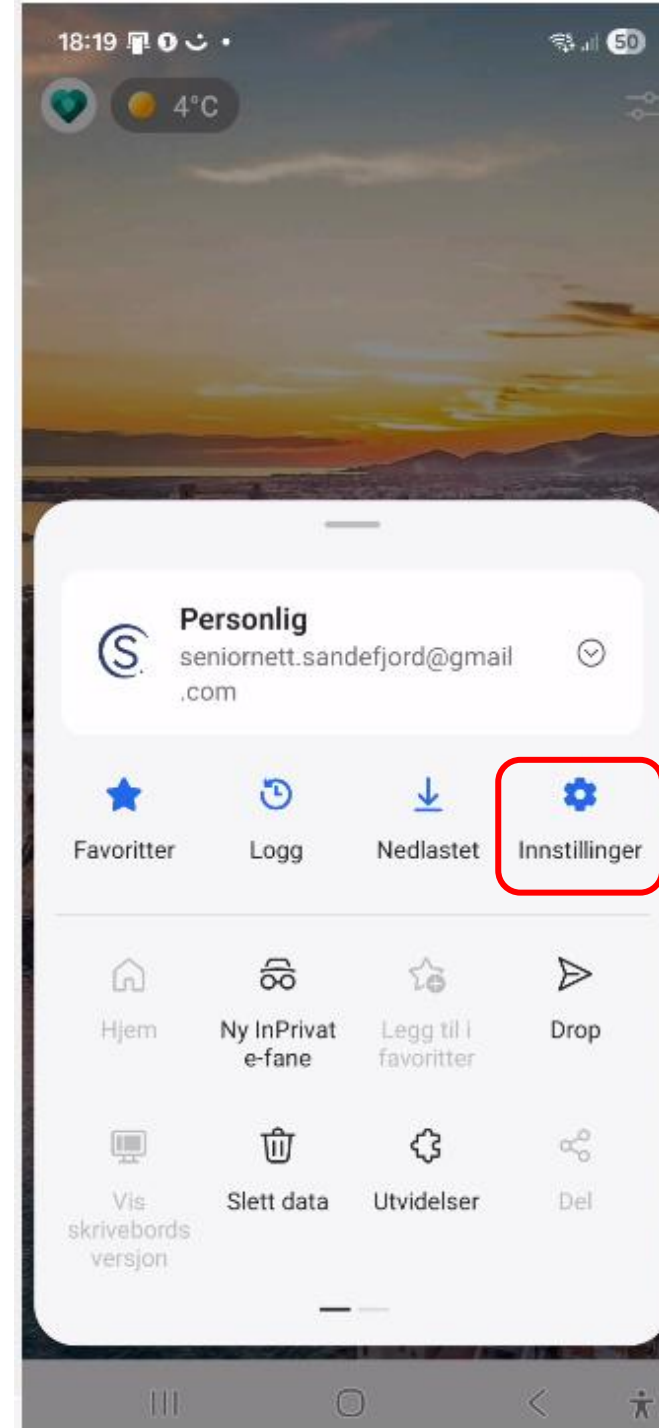 18:19
50
4°C
Personlig
seniornett.sandefjord@gmail
.com
Favoritter Logg Nedlastet Innstillinger
Hjem Ny InPrivat Legg til i Drop
e-fane favoritter
Vis Slett data Utvidelser Del
skrivebords
versjon